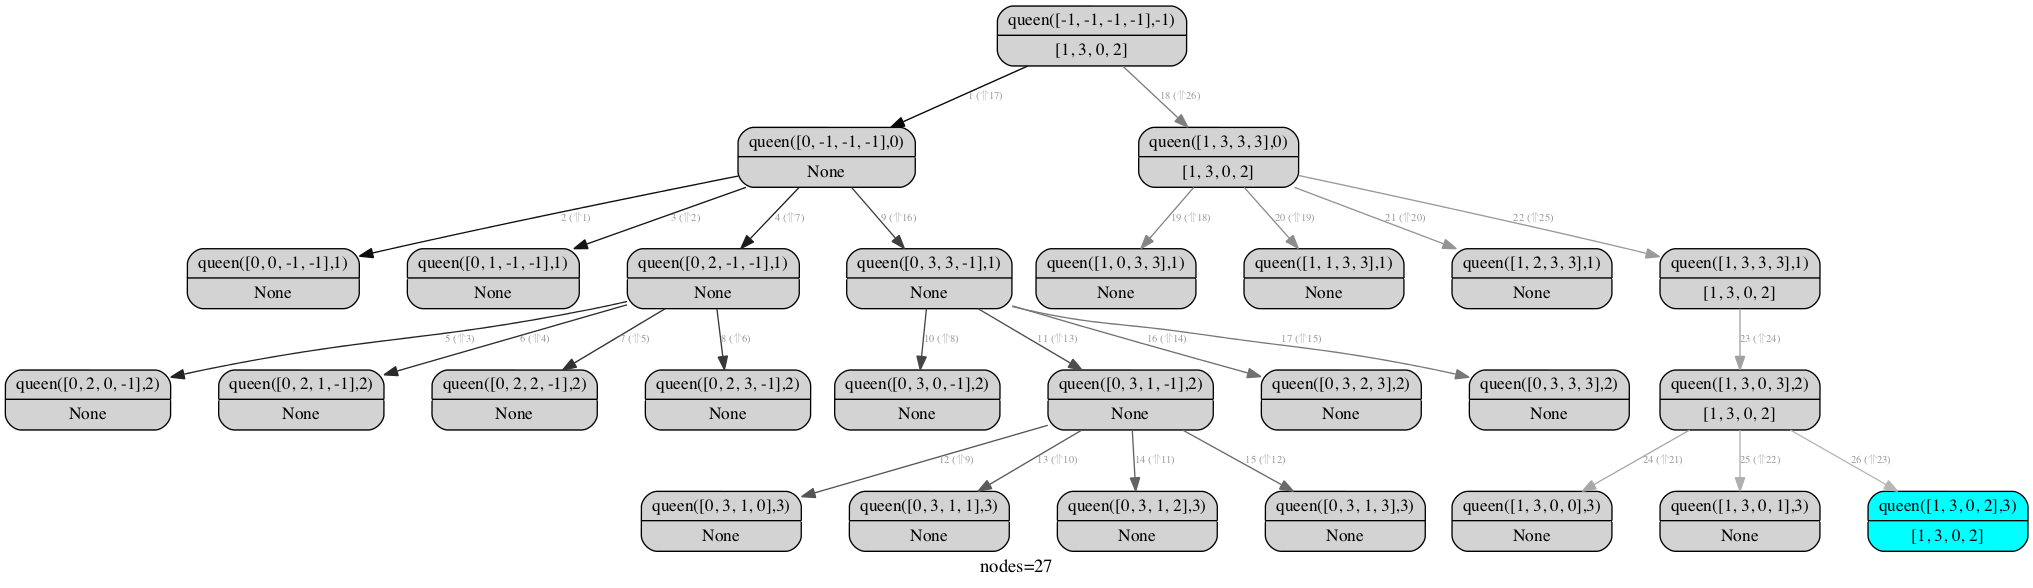 queen([-1, -1, -1, -1],-1)
[1, 3, 0, 2]
1 (⇑17)
18 (⇑26)
queen([0, -1, -1, -1],0)
None
queen([1, 3, 3, 3],0)
[1, 3, 0, 2]
2 (⇑1)
3 (⇑2)
4 (⇑7)
9 (⇑16)
19 (⇑18)
20 (⇑19)
21 (⇑20)
22 (⇑25)
queen([0, 0, -1, -1],1)
None
queen([0, 1, -1, -1],1)
None
queen([0, 2, -1, -1],1)
None
queen([0, 3, 3, -1],1)
None
queen([1, 0, 3, 3],1)
None
queen([1, 1, 3, 3],1)
None
queen([1, 2, 3, 3],1)
None
queen([1, 3, 3, 3],1)
[1, 3, 0, 2]
5 (⇑3)
6 (⇑4)
7 (⇑5)
8 (⇑6)
10 (⇑8)
11 (⇑13)
16 (⇑14)
17 (⇑15)
23 (⇑24)
queen([0, 2, 0, -1],2)
None
queen([0, 2, 1, -1],2)
None
queen([0, 2, 2, -1],2)
None
queen([0, 2, 3, -1],2)
None
queen([0, 3, 0, -1],2)
None
queen([0, 3, 1, -1],2)
None
queen([0, 3, 2, 3],2)
None
queen([0, 3, 3, 3],2)
None
queen([1, 3, 0, 3],2)
[1, 3, 0, 2]
12 (⇑9)
13 (⇑10)
14 (⇑11)
15 (⇑12)
24 (⇑21)
25 (⇑22)
26 (⇑23)
queen([0, 3, 1, 0],3)
None
queen([0, 3, 1, 1],3)
None
queen([0, 3, 1, 2],3)
None
queen([0, 3, 1, 3],3)
None
queen([1, 3, 0, 0],3)
None
queen([1, 3, 0, 1],3)
None
queen([1, 3, 0, 2],3)
[1, 3, 0, 2]
nodes=27